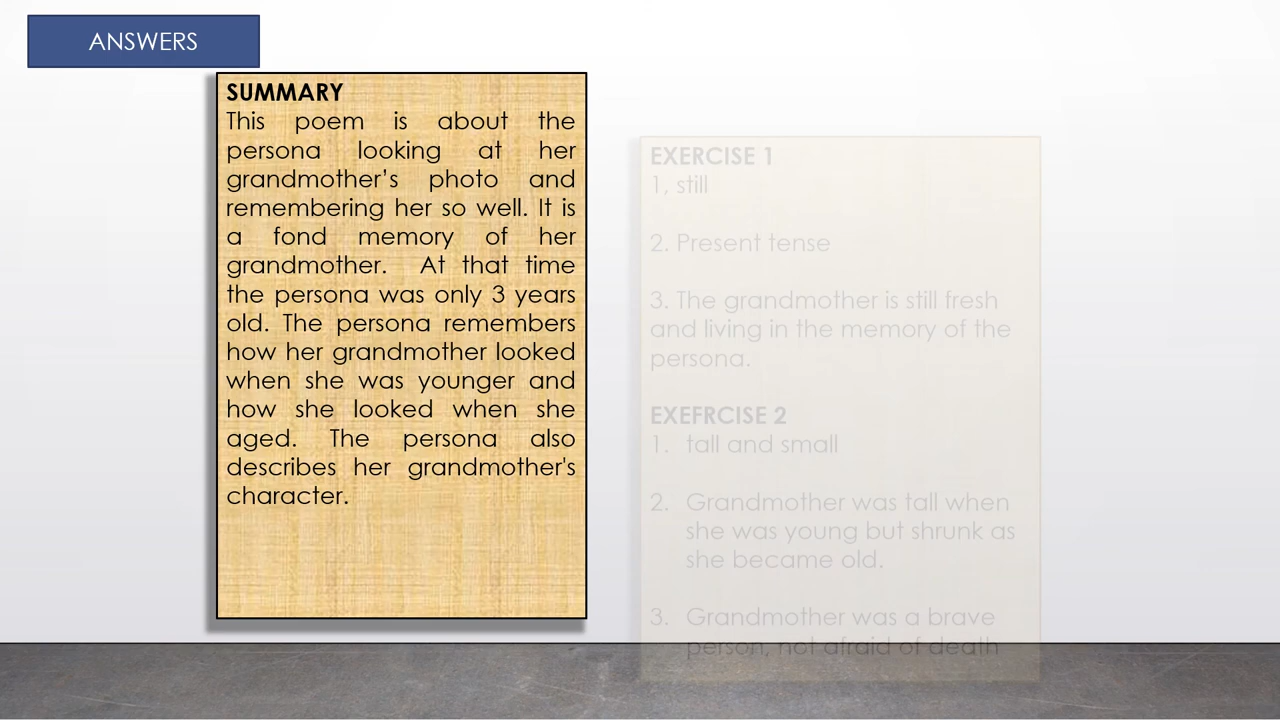 ANSWERS
SUMMARY
This poem is about the
persona looking at her
grandmother’s photo and
remembering her so well. It is
a fond memory of her
grandmother. At that time
the persona was only 3 years
old. The persona remembers
how her grandmother looked
when she was younger and
how she looked when she
aged. The persona also
describes her grandmother's
character.
EXERCISE 1
1, still
2. Present tense
3. The grandmother is still fresh
and living in the memory of the
persona.
EXEFRCISE 2
1. tall and small
2. Grandmother was tall when
she was young but shrunk as
she became old.
3. Grandmother was a brave
person, not afraid of death